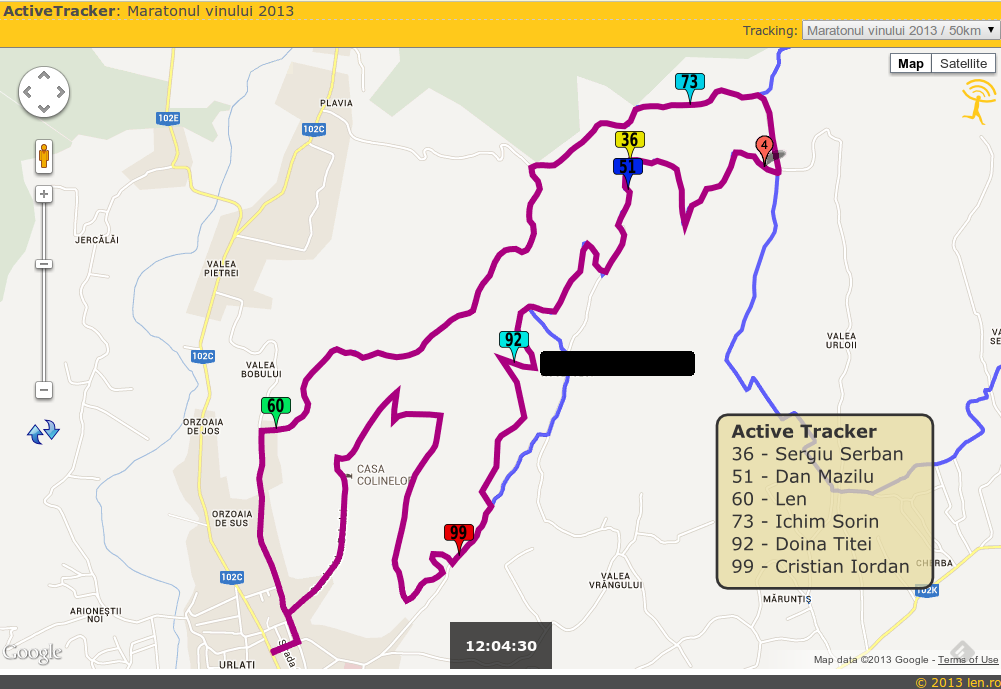 ActiveTracker: Maratonul vinului 2013
Tracking: Maratonul vinului 2013 / 50km
Map Satellite
73
PLAVIA
102E
102C
36
4
51
JERCĂLĂI
VALEA
PIETREI
92
VALEA
URLOII
102C
VALEA
BOBULUI
60
ORZOAIA
DE JOS
Active Tracker
36 - Sergiu Serban
51 - Dan Mazilu
60 - Len
73 - Ichim Sorin
92 - Doina Titei
99 - Cristian Iordan
CASA
COLINELOR
ORZOAIA
DE SUS
99
102C
VALEA
VRÂNGULUI
CHERBA
102K
MĂRUNȚIȘ
ARIONEȘTII
NOI
12:04:30
Google
URLATI
Map data ©2013 Google - Terms of Use
© 2013 len.ro